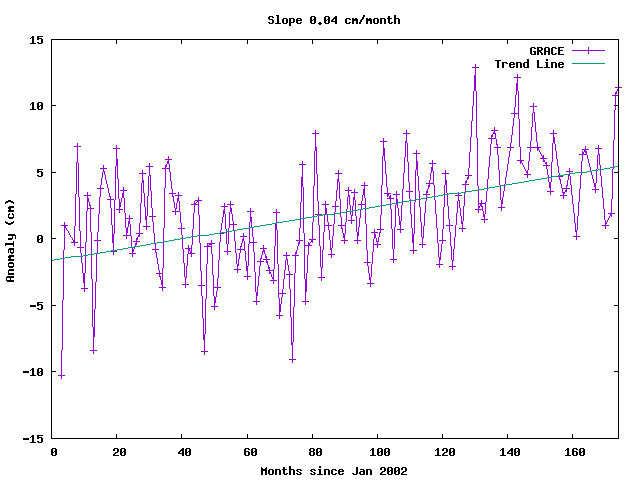 Slope 0.04 cm/month
GRACE
Trend Line
15
10
5
0
-5
-10
-15
Anomaly (cm)
0 20 40 60 80 100 120 140 160
Months since Jan 2002